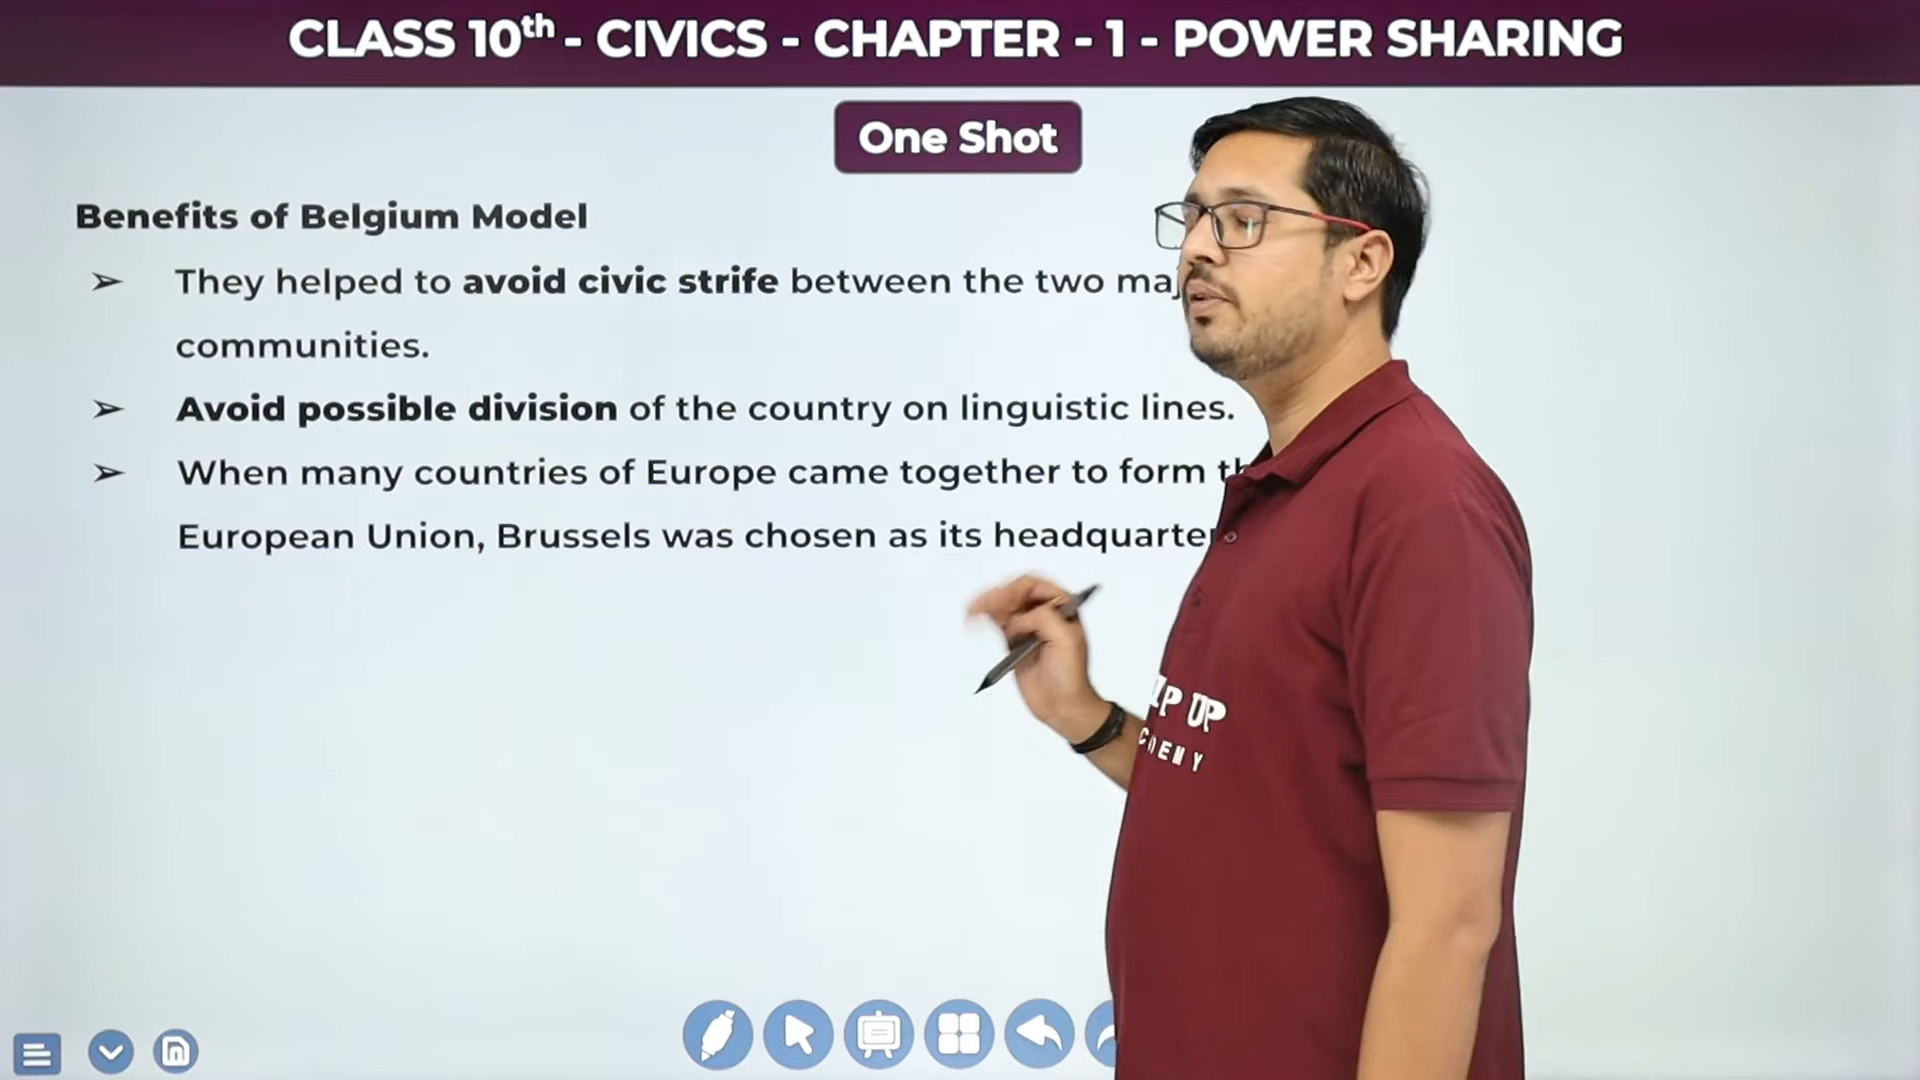 CLASS 10th - CIVICS - CHAPTER - 1 - POWER SHARING
One Shot
Benefits of Belgium Model
➢ They helped to avoid civic strife between the two maj
communities.
➢ Avoid possible division of the country on linguistic lines.
➢ When many countries of Europe came together to form th
European Union, Brussels was chosen as its headquarter
UP